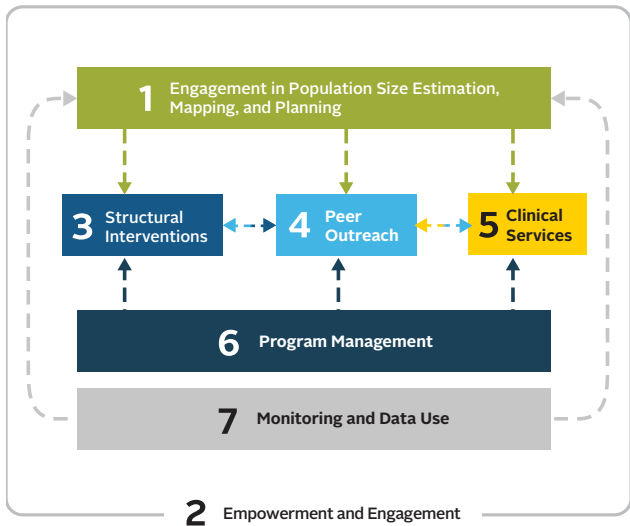 1 Engagement in Population Size Estimation,
Mapping, and Planning
3 Structural
Interventions
4 Peer
Outreach
5 Clinical
Services
6 Program Management
7 Monitoring and Data Use
2 Empowerment and Engagement